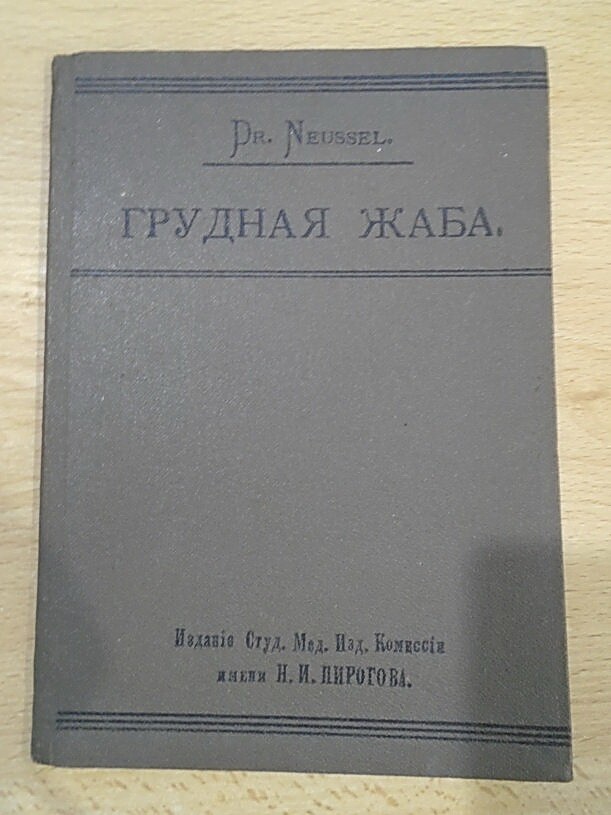 Dr. Neussel.
ГРУДНАЯ ЖАБА.
Изданіе Студ. Мед. Изд. Комиссіи
имени Н. И. ПИРОГОВА.